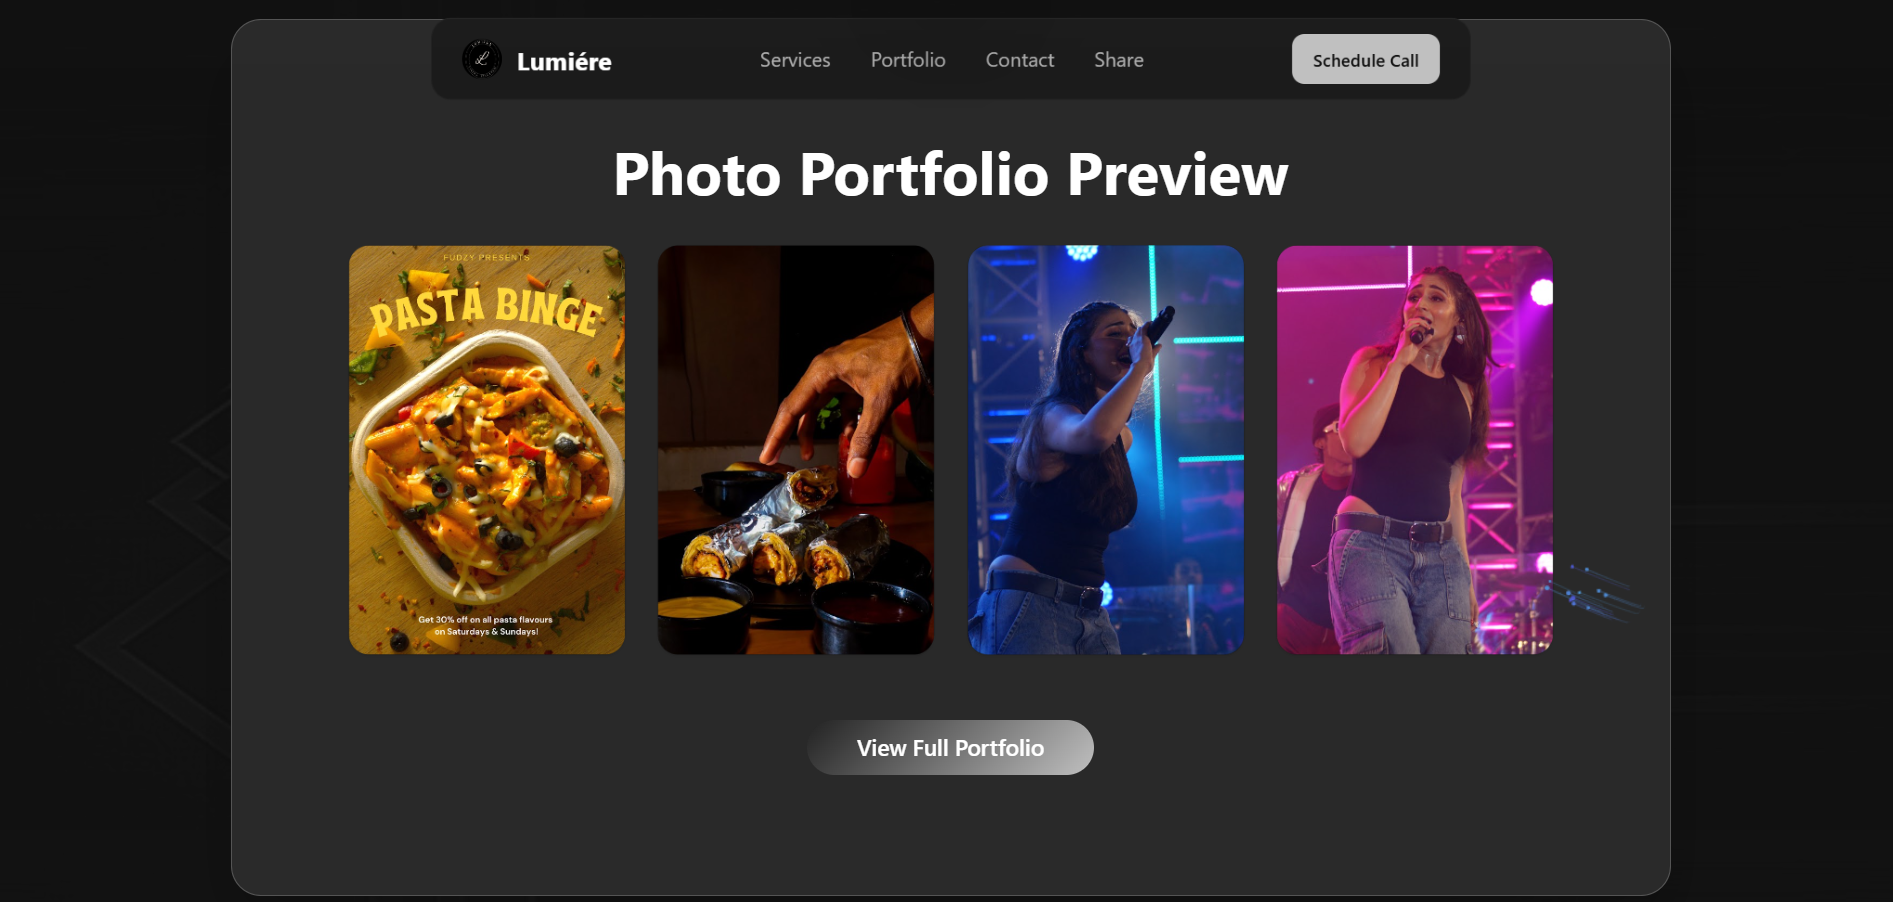 Lumiére
Services
Portfolio
Contact
Share
Schedule Call
Photo Portfolio Preview
FUDZY PRESENTS
PASTA BINGE
Get 30% off on all pasta flavours
on Saturdays & Sundays!
View Full Portfolio